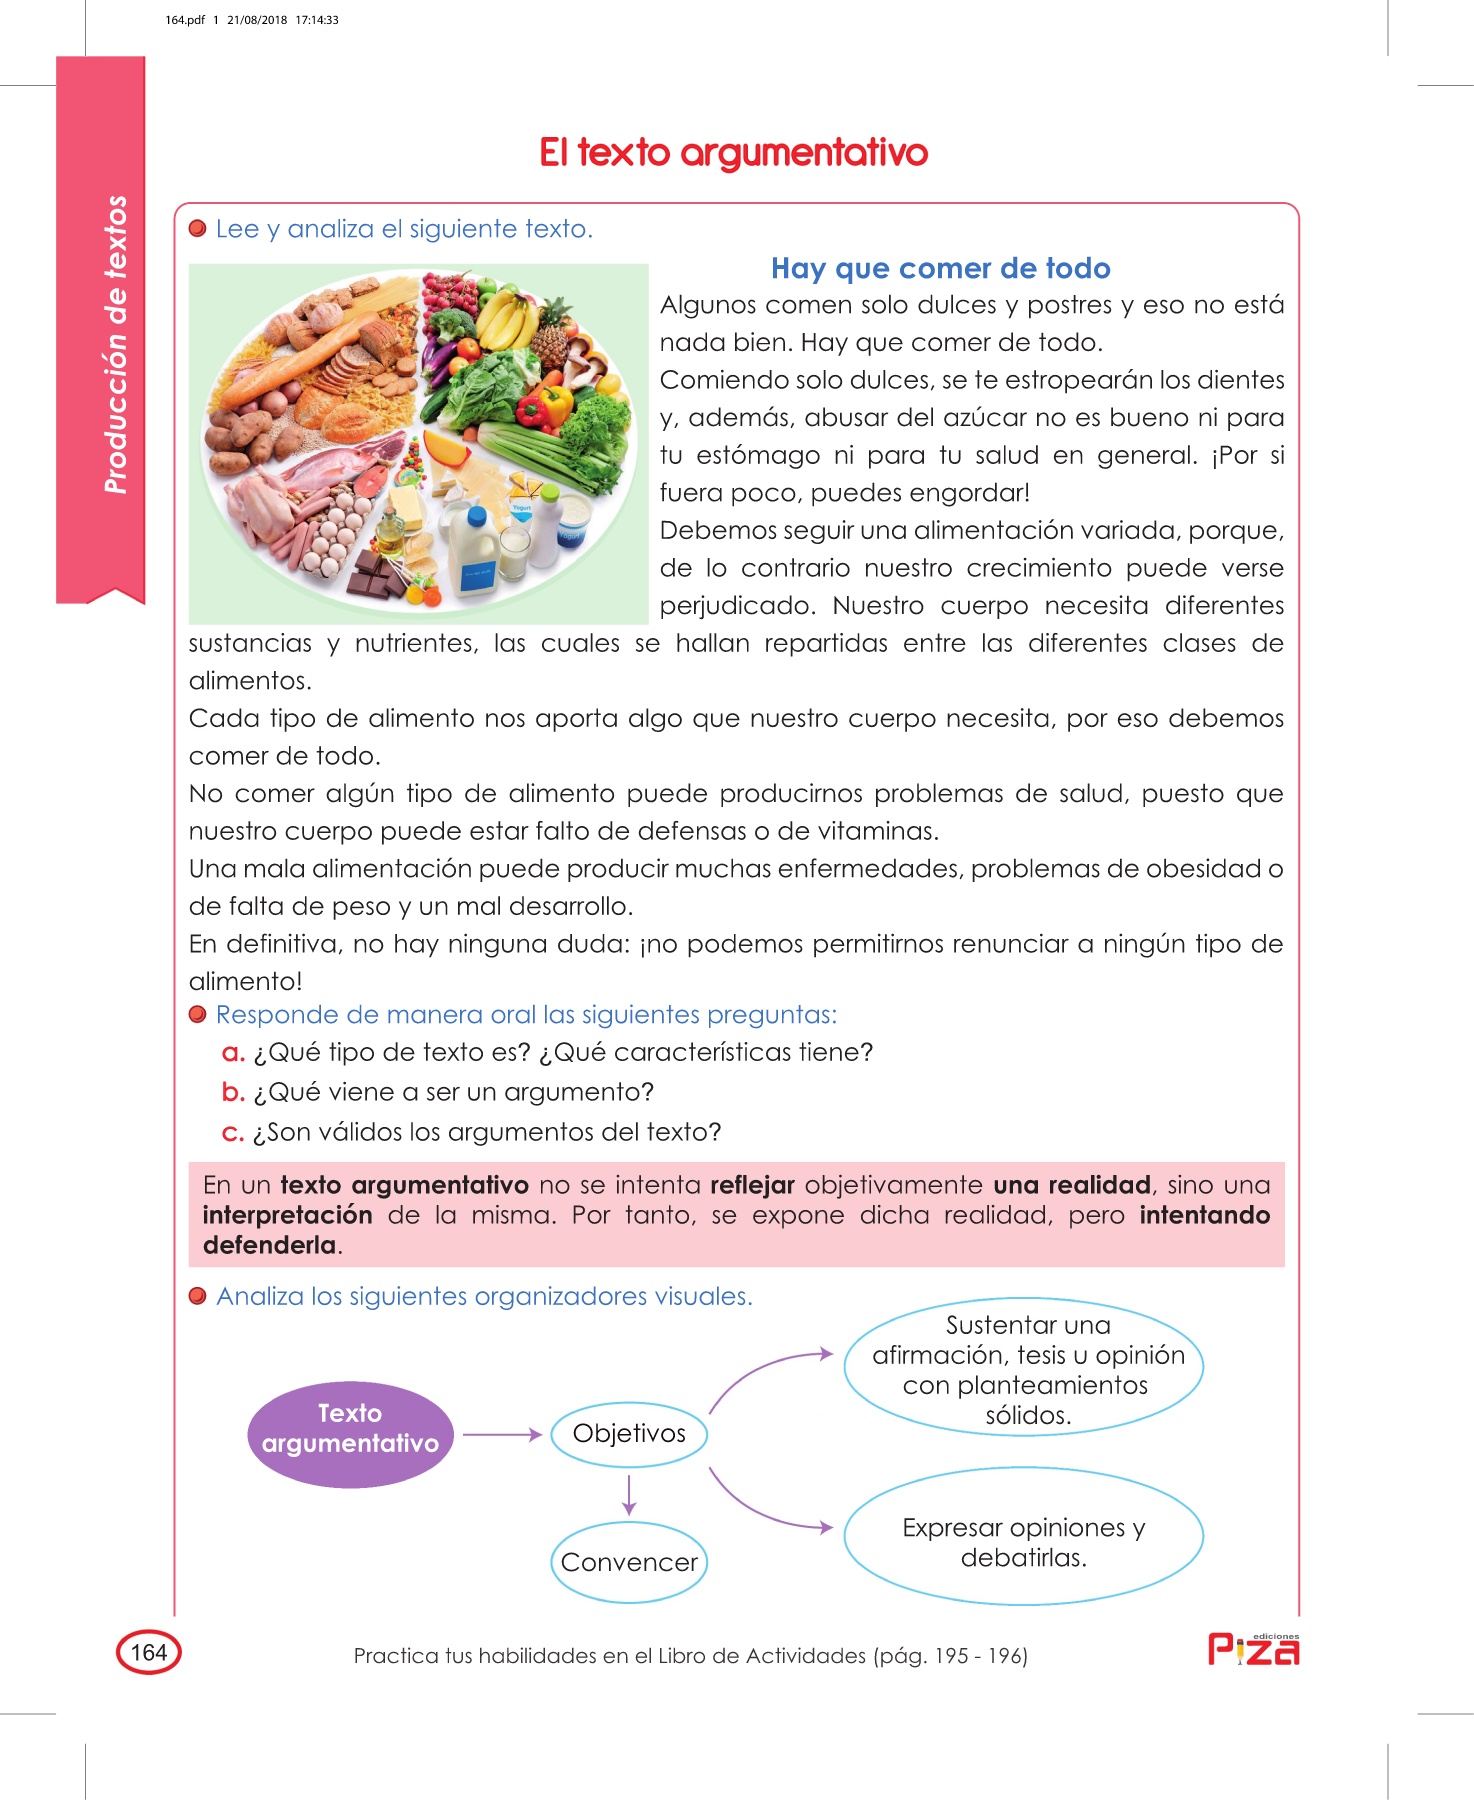 164.pdf 1 21/08/2018 17:14:33
Producción de textos
El texto argumentativo
Lee y analiza el siguiente texto.
Hay que comer de todo
Algunos comen solo dulces y postres y eso no está
nada bien. Hay que comer de todo.
Comiendo solo dulces, se te estropearán los dientes
y, además, abusar del azúcar no es bueno ni para
tu estómago ni para tu salud en general. ¡Por si
fuera poco, puedes engordar!
Debemos seguir una alimentación variada, porque,
de lo contrario nuestro crecimiento puede verse
perjudicado. Nuestro cuerpo necesita diferentes
sustancias y nutrientes, las cuales se hallan repartidas entre las diferentes clases de
alimentos.
Cada tipo de alimento nos aporta algo que nuestro cuerpo necesita, por eso debemos
comer de todo.
No comer algún tipo de alimento puede producirnos problemas de salud, puesto que
nuestro cuerpo puede estar falto de defensas o de vitaminas.
Una mala alimentación puede producir muchas enfermedades, problemas de obesidad o
de falta de peso y un mal desarrollo.
En definitiva, no hay ninguna duda: ¡no podemos permitirnos renunciar a ningún tipo de
alimento!
Yogurt
Yogurt
Responde de manera oral las siguientes preguntas:
a. ¿Qué tipo de texto es? ¿Qué características tiene?
b. ¿Qué viene a ser un argumento?
c. ¿Son válidos los argumentos del texto?
En un texto argumentativo no se intenta reflejar objetivamente una realidad, sino una
interpretación de la misma. Por tanto, se expone dicha realidad, pero intentando
defenderla.
Analiza los siguientes organizadores visuales.
Texto
argumentativo
Objetivos
Sustentar una
afirmación, tesis u opinión
con planteamientos
sólidos.
Expresar opiniones y
debatirlas.
Convencer
164
Practica tus habilidades en el Libro de Actividades (pág. 195 - 196)
ediciones
Piza